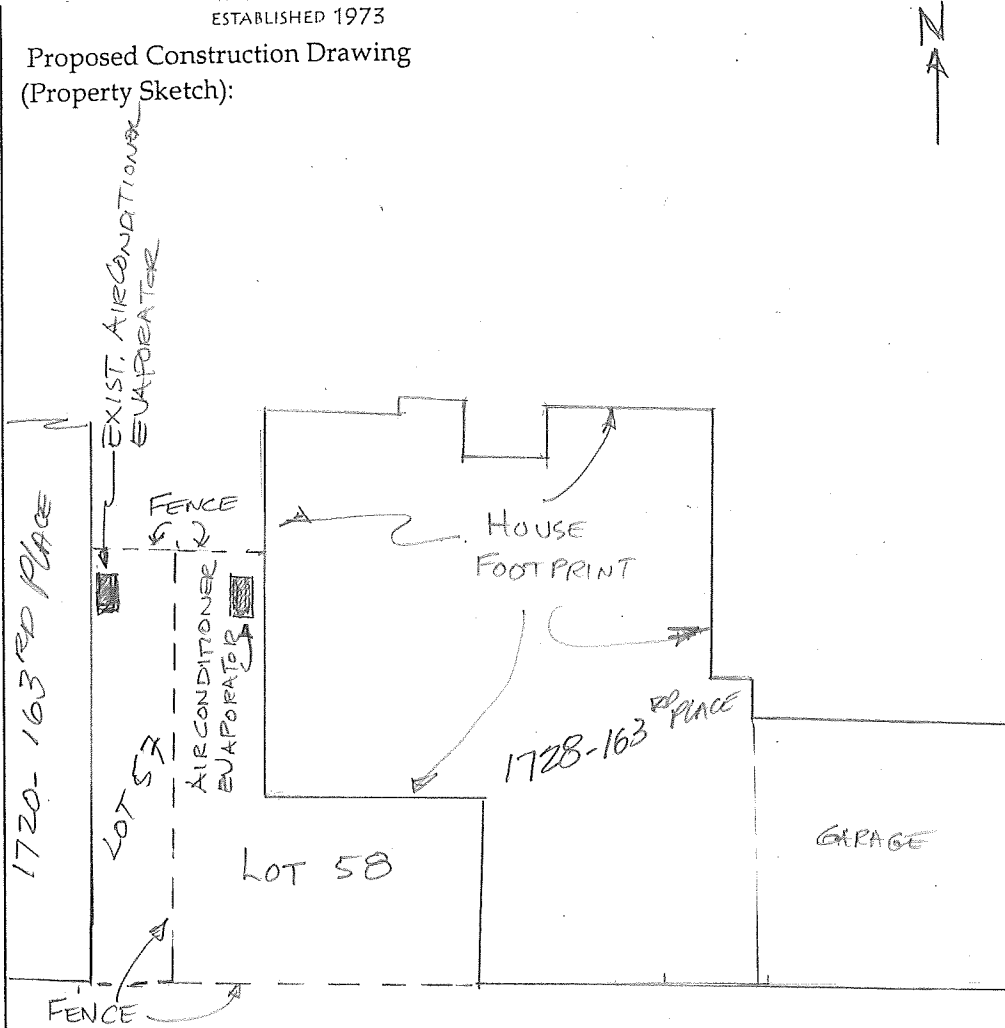 ESTABLISHED 1973
N
Proposed Construction Drawing
(Property Sketch):
EXIST. AIRCONDITIONER
EVAPORATER
FENCE
HOUSE
FOOTPRINT
1720-163RD PLACE
LOT 57
AIRCONDITIONER
EVAPORATOR
1728-163RD PLACE
LOT 58
GARAGE
FENCE